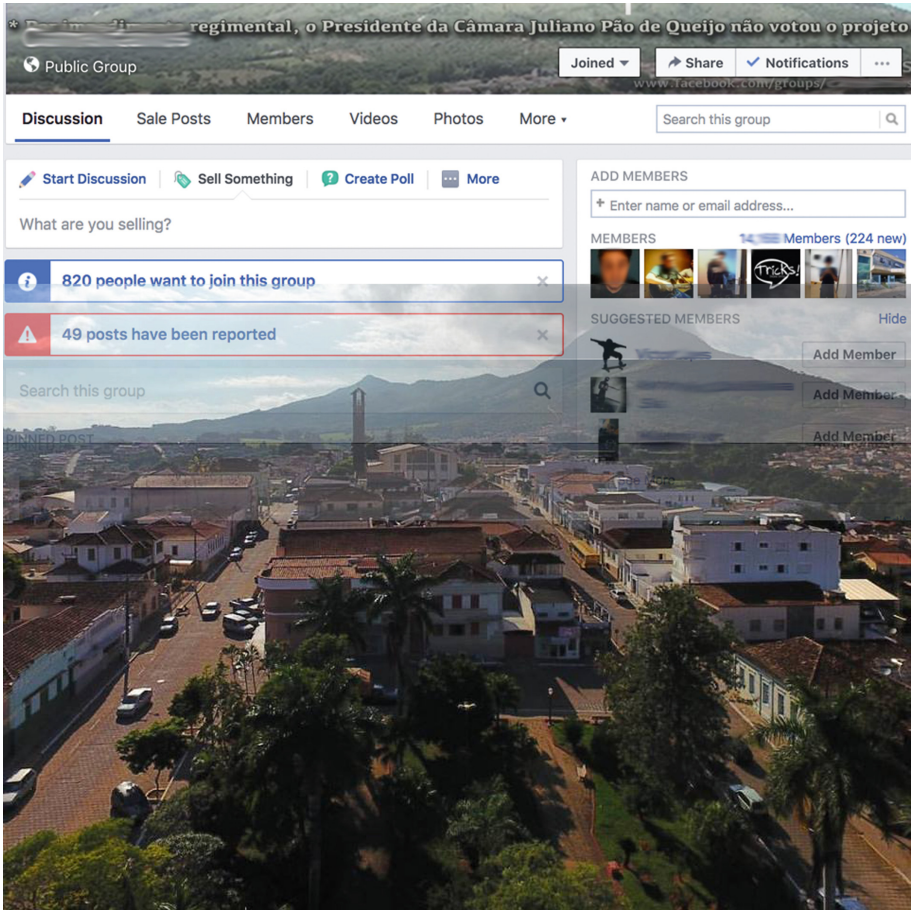 regimental, o Presidente da Câmara Juliano Pão de Queijo não votou o projeto
Public Group
Joined
Share
Notifications
www.facebook.com/groups/
Discussion
Sale Posts
Members
Videos
Photos
More
Search this group
Start Discussion
Sell Something
Create Poll
More
What are you selling?
820 people want to join this group
49 posts have been reported
Search this group
PINNED POST
ADD MEMBERS
+ Enter name or email address...
MEMBERS
Members (224 new)
Tricks!
SUGGESTED MEMBERS
Hide
Add Member
Add Member
Add Member